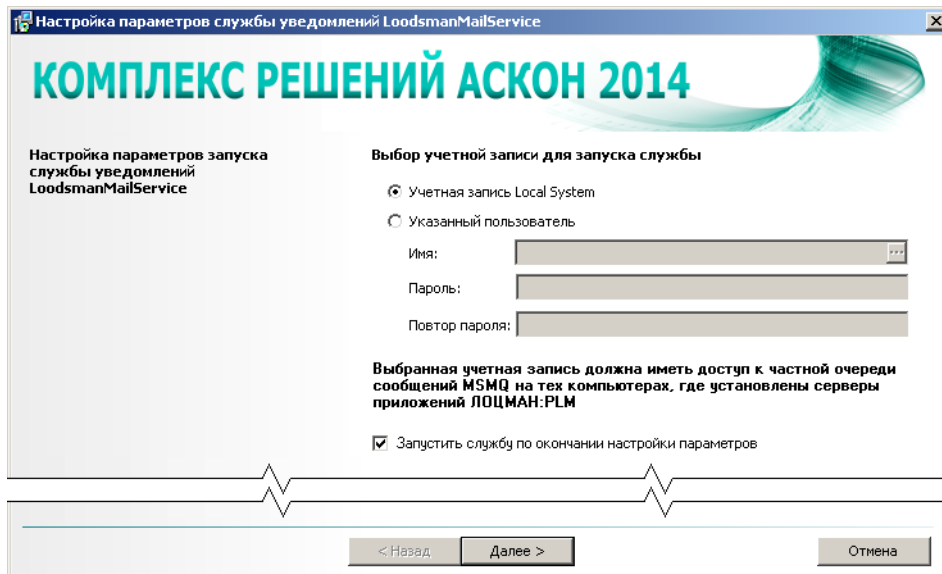 Настройка параметров службы уведомлений LoodsmanMailService
КОМПЛЕКС РЕШЕНИЙ АСКОН 2014
Настройка параметров запуска
службы уведомлений
LoodsmanMailService
Выбор учетной записи для запуска службы
Учетная запись Local System
Указанный пользователь
Имя:
...
Пароль:
Повтор пароля:
Выбранная учетная запись должна иметь доступ к частной очереди
сообщений MSMQ на тех компьютерах, где установлены серверы
приложений ЛОЦМАН:PLM
Запустить службу по окончании настройки параметров
< Назад
Далее >
Отмена